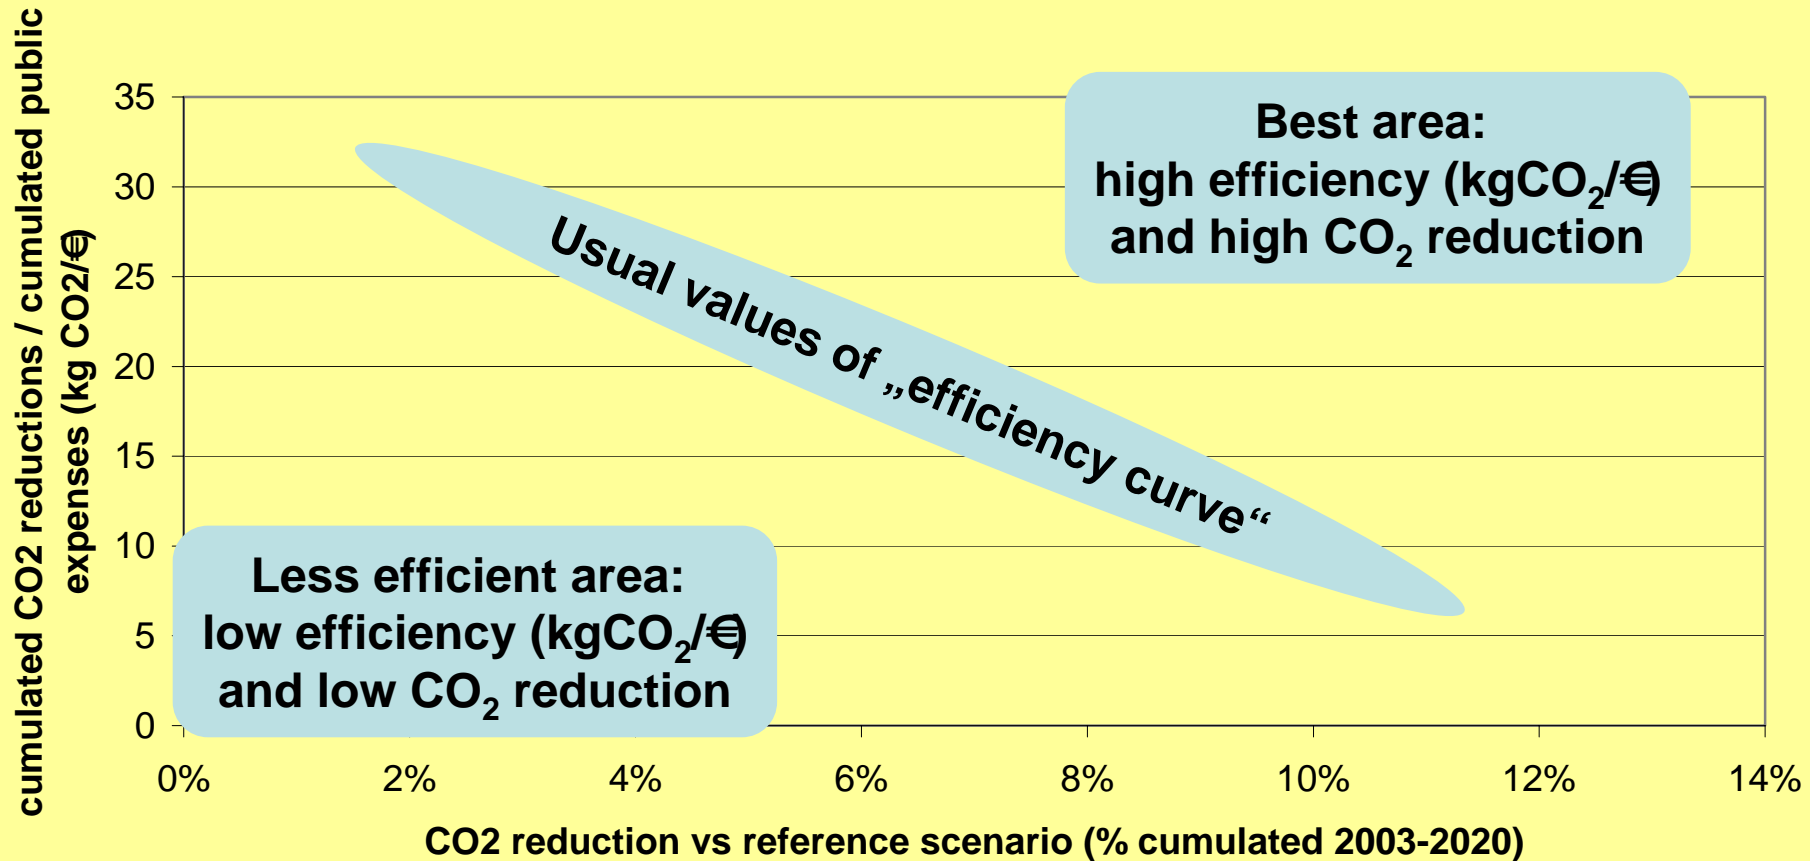 cumulated CO2 reductions / cumulated public
expenses (kg CO2/€)
35
30
25
20
15
10
5
0
Best area:
high efficiency (kgCO₂/€)
and high CO₂ reduction
Usual values of „efficiency curve“
Less efficient area:
low efficiency (kgCO₂/€)
and low CO₂ reduction
0% 2% 4% 6% 8% 10% 12% 14%
CO2 reduction vs reference scenario (% cumulated 2003-2020)